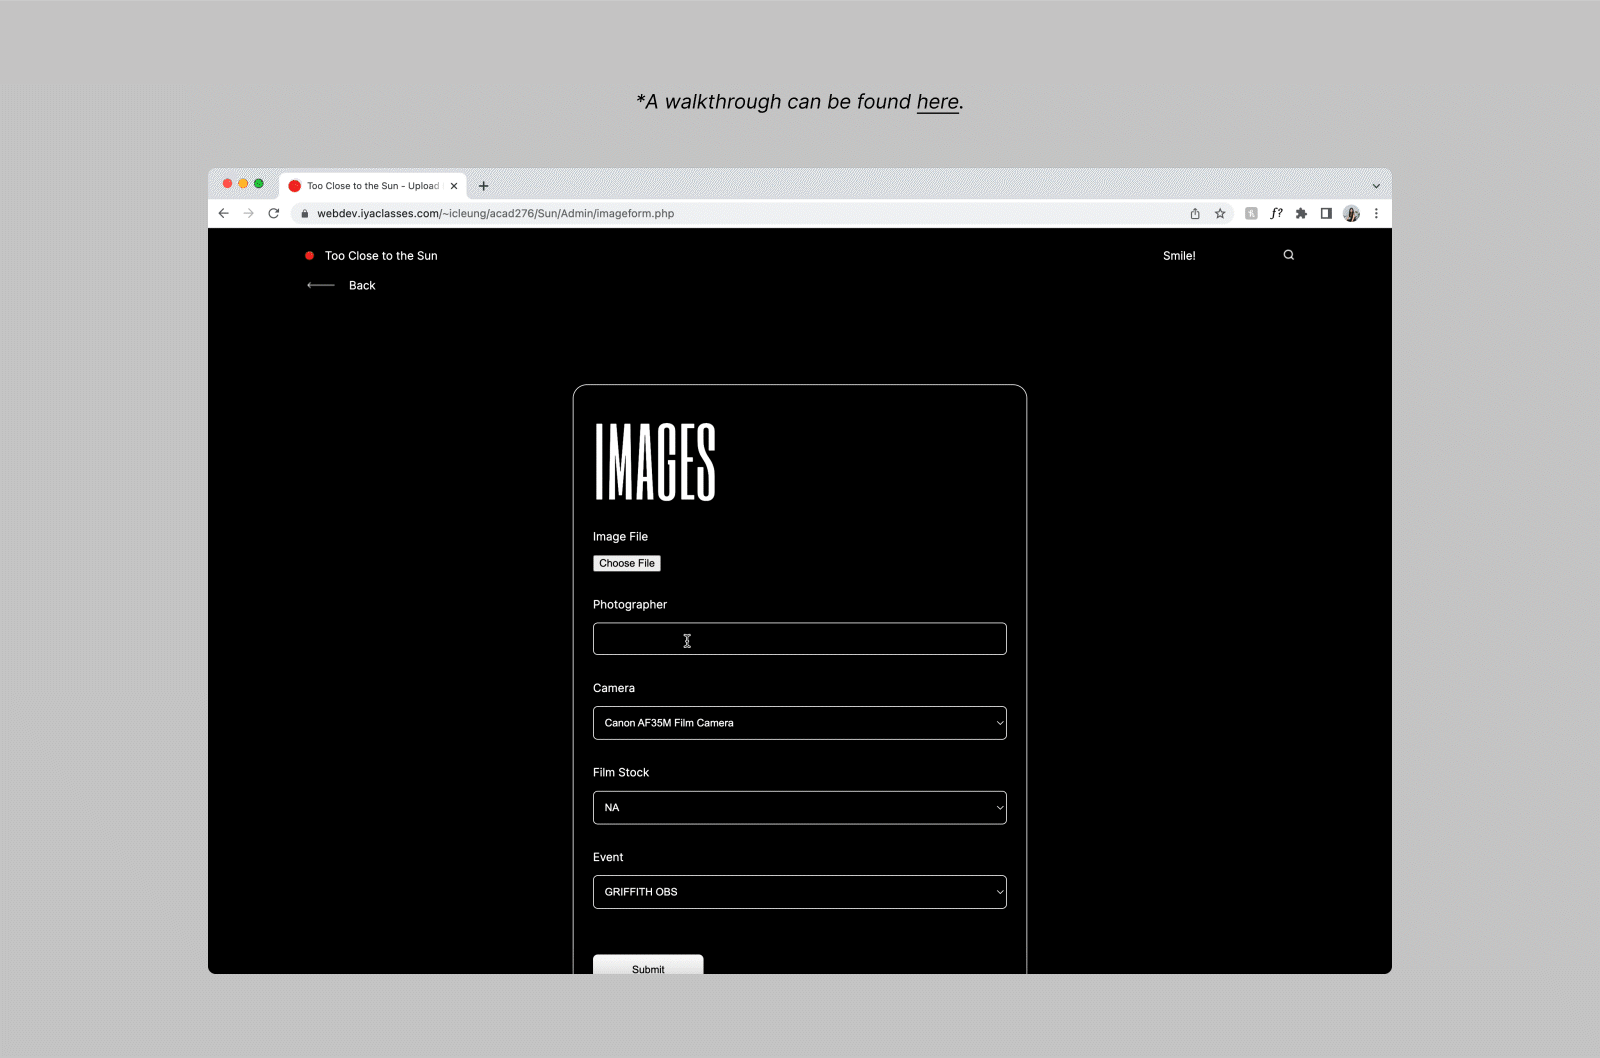 *A walkthrough can be found here.
Too Close to the Sun - Upload
webdev.iyaclasses.com/~icleung/acad276/Sun/Admin/imageform.php
f?
Too Close to the Sun
Smile!
Back
IMAGES
Image File
Choose File
Photographer
Camera
Canon AF35M Film Camera
Film Stock
NA
Event
GRIFFITH OBS
Submit